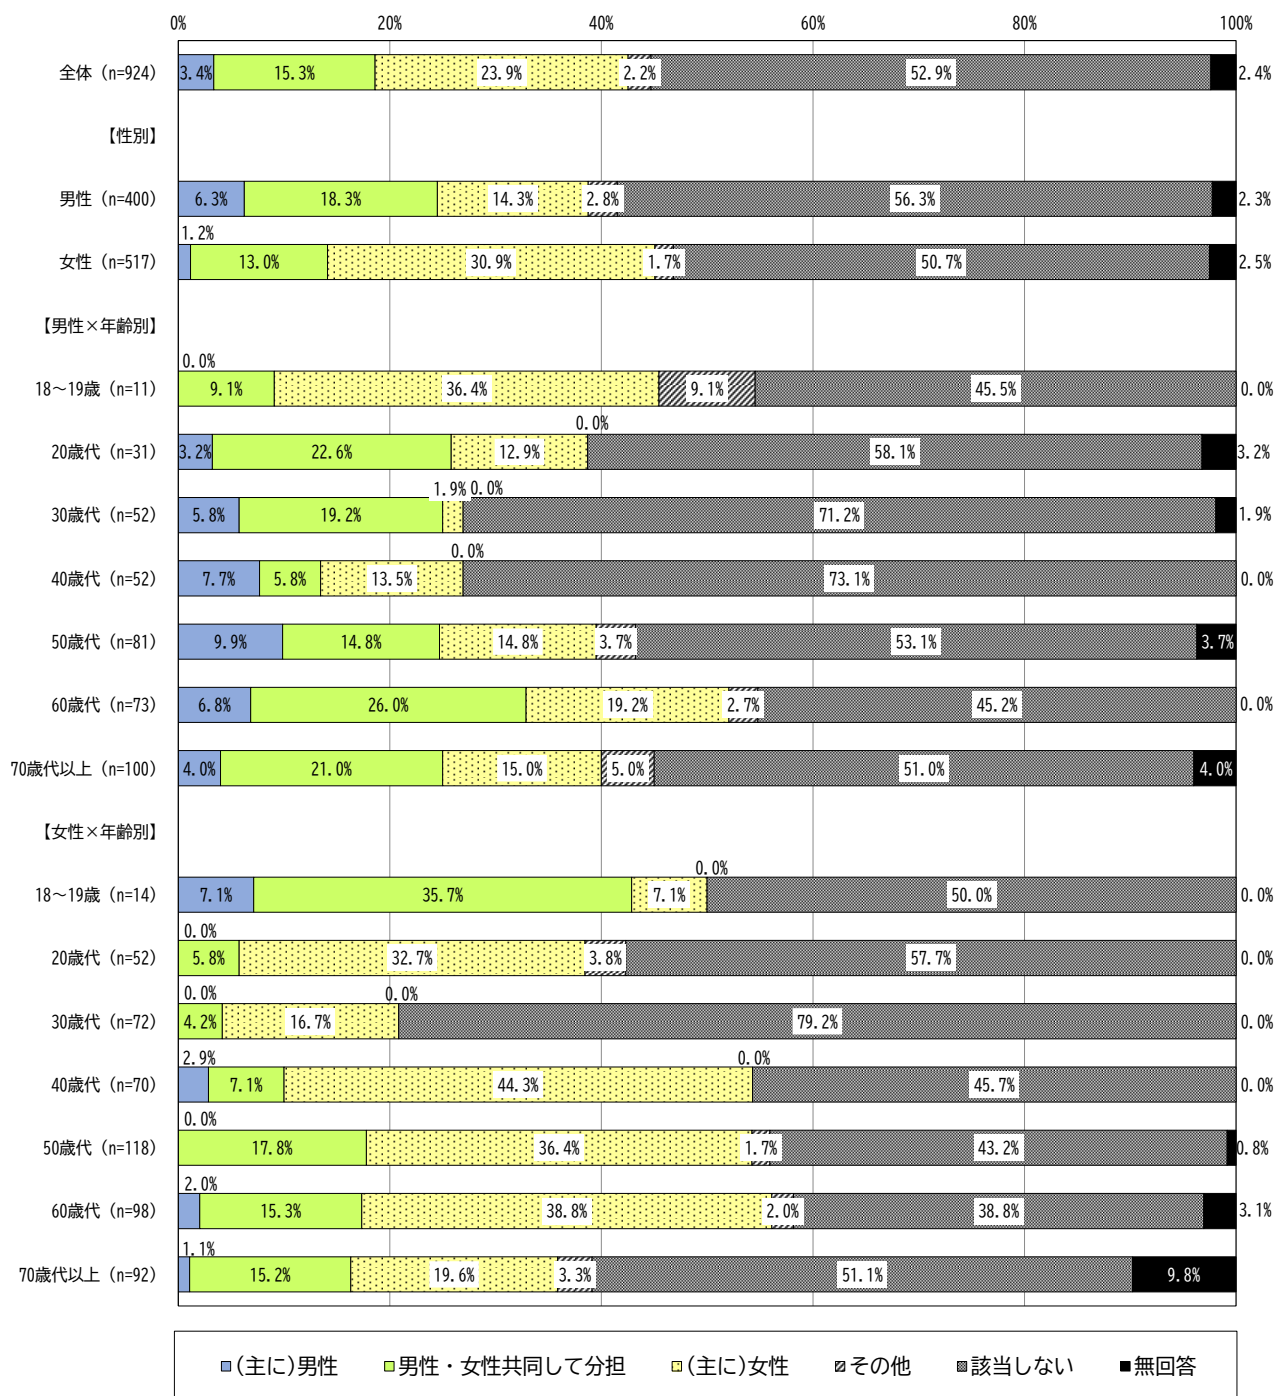 0% 20% 40% 60% 80% 100%
全体 (n=924) 3.4% 15.3% 23.9% 2.2% 52.9% 2.4%
【性別】
男性 (n=400) 6.3% 18.3% 14.3% 2.8% 56.3% 2.3%
1.2%
女性 (n=517) 13.0% 30.9% 1.7% 50.7% 2.5%
【男性×年齢別】
0.0%
18～19歳 (n=11) 9.1% 36.4% 9.1% 45.5% 0.0%
0.0%
20歳代 (n=31) 3.2% 22.6% 12.9% 58.1% 3.2%
1.9% 0.0%
30歳代 (n=52) 5.8% 19.2% 71.2% 1.9%
0.0%
40歳代 (n=52) 7.7% 5.8% 13.5% 73.1% 0.0%
50歳代 (n=81) 9.9% 14.8% 14.8% 3.7% 53.1% 3.7%
60歳代 (n=73) 6.8% 26.0% 19.2% 2.7% 45.2% 0.0%
70歳代以上 (n=100) 4.0% 21.0% 15.0% 5.0% 51.0% 4.0%
【女性×年齢別】
0.0%
18～19歳 (n=14) 7.1% 35.7% 7.1% 50.0% 0.0%
0.0%
20歳代 (n=52) 5.8% 32.7% 3.8% 57.7% 0.0%
0.0% 0.0%
30歳代 (n=72) 4.2% 16.7% 79.2% 0.0%
2.9% 0.0%
40歳代 (n=70) 7.1% 44.3% 45.7% 0.0%
0.0%
50歳代 (n=118) 17.8% 36.4% 1.7% 43.2% 0.8%
2.0%
60歳代 (n=98) 15.3% 38.8% 2.0% 38.8% 3.1%
1.1%
70歳代以上 (n=92) 15.2% 19.6% 3.3% 51.1% 9.8%
(主に)男性 男性・女性共同して分担 (主に)女性 その他 該当しない 無回答